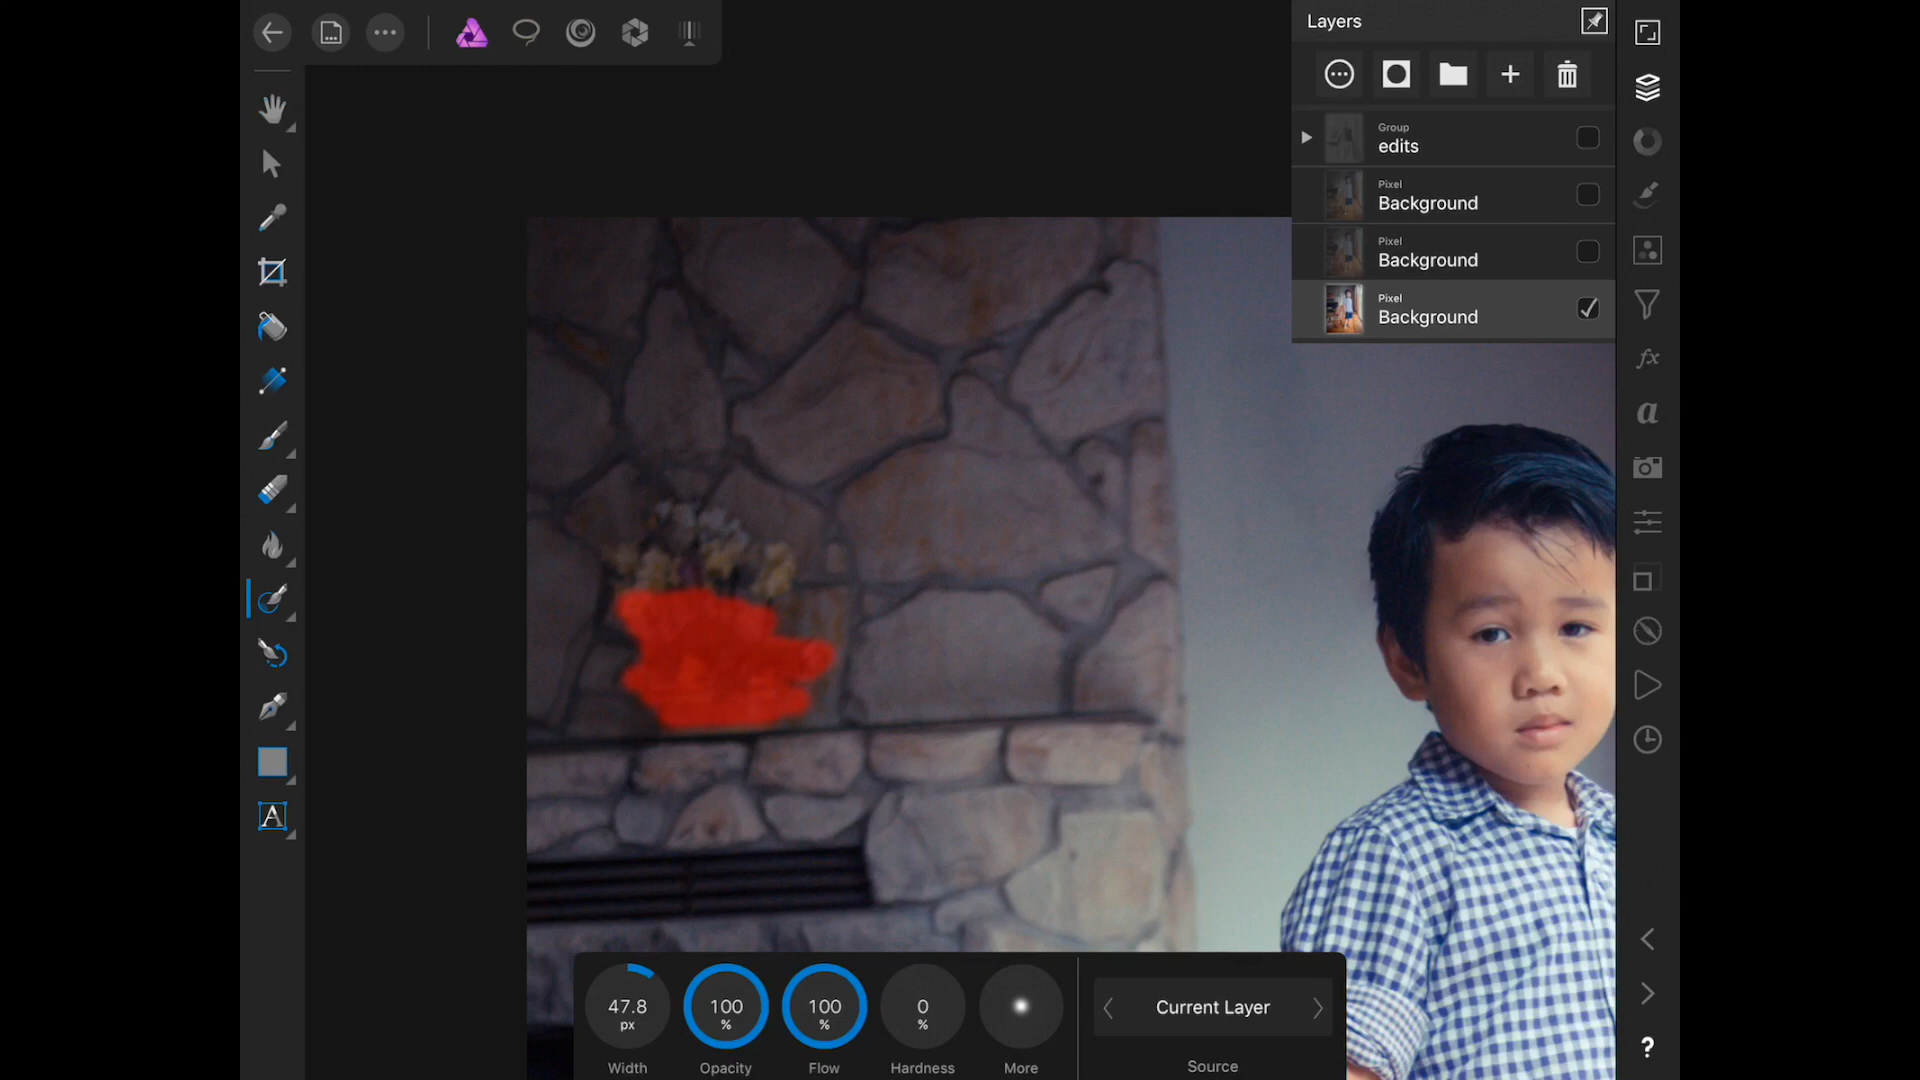 Layers
Group
edits
Pixel
Background
Pixel
Background
Pixel
Background
fx
a
A
47.8
px
100
%
100
%
0
%
Current Layer
Width
Opacity
Flow
Hardness
More
Source
?